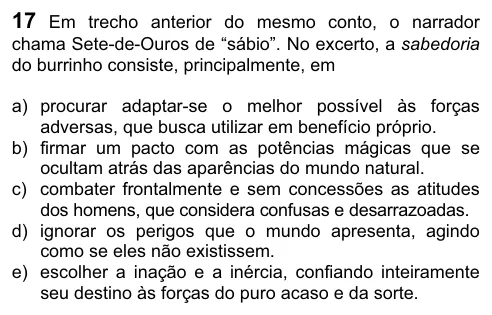 17 Em trecho anterior do mesmo conto, o narrador
chama Sete-de-Ouros de “sábio”. No excerto, a sabedoria
do burrinho consiste, principalmente, em
a) procurar adaptar-se o melhor possível às forças
adversas, que busca utilizar em benefício próprio.
b) firmar um pacto com as potências mágicas que se
ocultam atrás das aparências do mundo natural.
c) combater frontalmente e sem concessões as atitudes
dos homens, que considera confusas e desarrazoadas.
d) ignorar os perigos que o mundo apresenta, agindo
como se eles não existissem.
e) escolher a inação e a inércia, confiando inteiramente
seu destino às forças do puro acaso e da sorte.